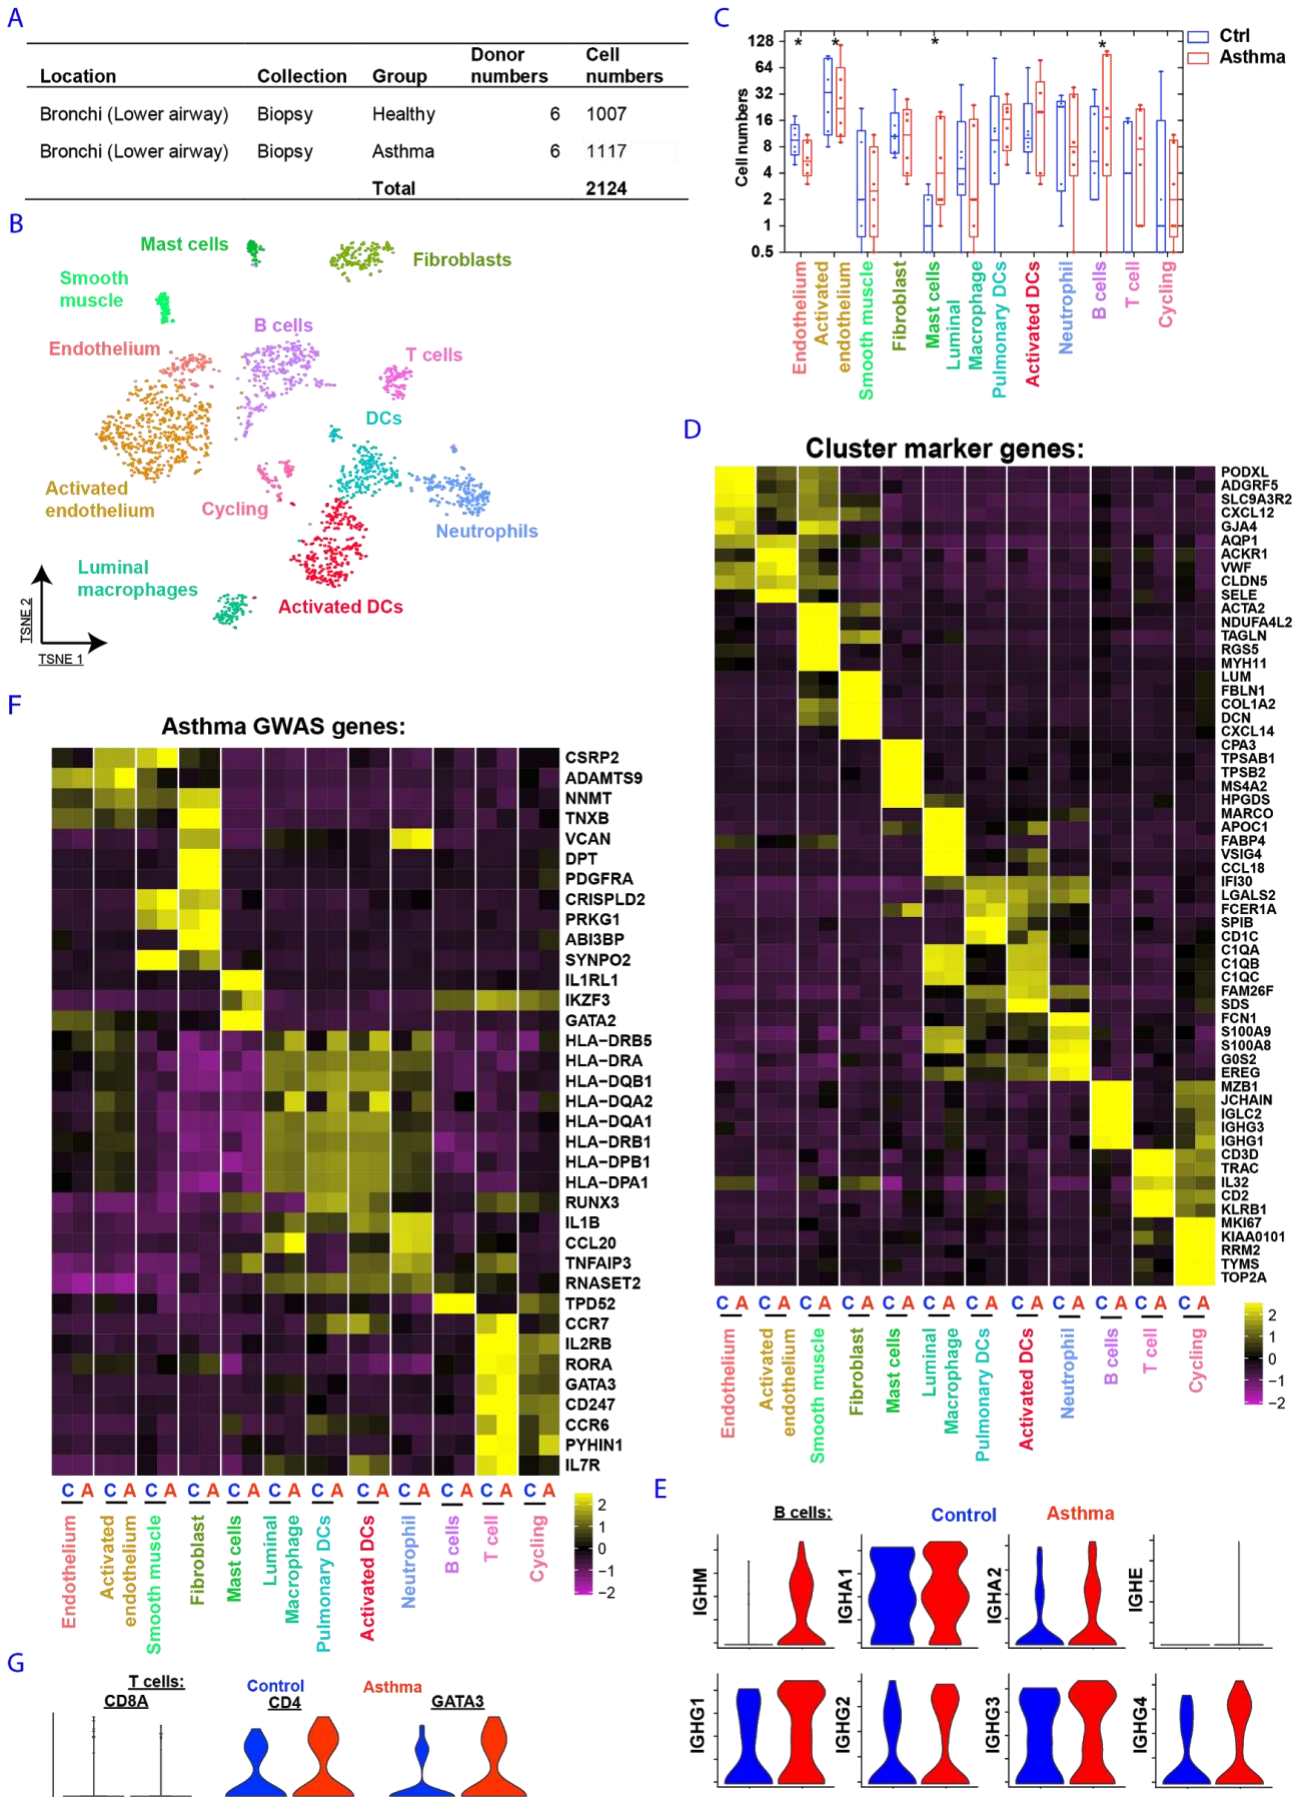 A
Location Collection Group Donor numbers Cell numbers
Bronchi (Lower airway) Biopsy Healthy 6 1007
Bronchi (Lower airway) Biopsy Asthma 6 1117
Total 2124
B
Mast cells
Fibroblasts
Smooth
muscle
B cells
Endothelium
T cells
DCs
Activated
endothelium
Cycling
Neutrophils
Luminal
macrophages
Activated DCs
TSNE 2
TSNE 1
C
Ctrl
Asthma
Cell numbers
128
64
32
16
8
4
2
1
0.5
* * * *
Endothelium
Activated
endothelium
Smooth muscle
Fibroblast
Mast cells
Luminal
Macrophage
Pulmonary DCs
Activated DCs
Neutrophil
B cells
T cell
Cycling
D
Cluster marker genes:
PODXL
ADGRF5
SLC9A3R2
CXCL12
GJA4
AQP1
ACKR1
VWF
CLDN5
SELE
ACTA2
NDUFA4L2
TAGLN
RGS5
MYH11
LUM
FBLN1
COL1A2
DCN
CXCL14
CPA3
TPSAB1
TPSB2
MS4A2
HPGDS
MARCO
APOC1
FABP4
VSIG4
CCL18
IFI30
LGALS2
FCER1A
SPIB
CD1C
C1QA
C1QB
C1QC
FAM26F
SDS
FCN1
S100A9
S100A8
G0S2
EREG
MZB1
JCHAIN
IGLC2
IGHG3
IGHG1
CD3D
TRAC
IL32
CD2
KLRB1
MKI67
KIAA0101
RRM2
TYMS
TOP2A
C A C A C A C A C A C A C A C A C A C A C A C A
Endothelium
Activated
endothelium
Smooth muscle
Fibroblast
Mast cells
Luminal
Macrophage
Pulmonary DCs
Activated DCs
Neutrophil
B cells
T cell
Cycling
2
1
0
−1
−2
F
Asthma GWAS genes:
CSRP2
ADAMTS9
NNMT
TNXB
VCAN
DPT
PDGFRA
CRISPLD2
PRKG1
ABI3BP
SYNPO2
IL1RL1
IKZF3
GATA2
HLA−DRB5
HLA−DRA
HLA−DQB1
HLA−DQA2
HLA−DQA1
HLA−DRB1
HLA−DPB1
HLA−DPA1
RUNX3
IL1B
CCL20
TNFAIP3
RNASET2
TPD52
CCR7
IL2RB
RORA
GATA3
CD247
CCR6
PYHIN1
IL7R
C A C A C A C A C A C A C A C A C A C A C A C A
Endothelium
Activated
endothelium
Smooth muscle
Fibroblast
Mast cells
Luminal
Macrophage
Pulmonary DCs
Activated DCs
Neutrophil
B cells
T cell
Cycling
2
1
0
−1
−2
E
B cells: Control Asthma
IGHM
IGHA1
IGHA2
IGHE
IGHG1
IGHG2
IGHG3
IGHG4
G
T cells: Control Asthma
CD8A CD4 GATA3